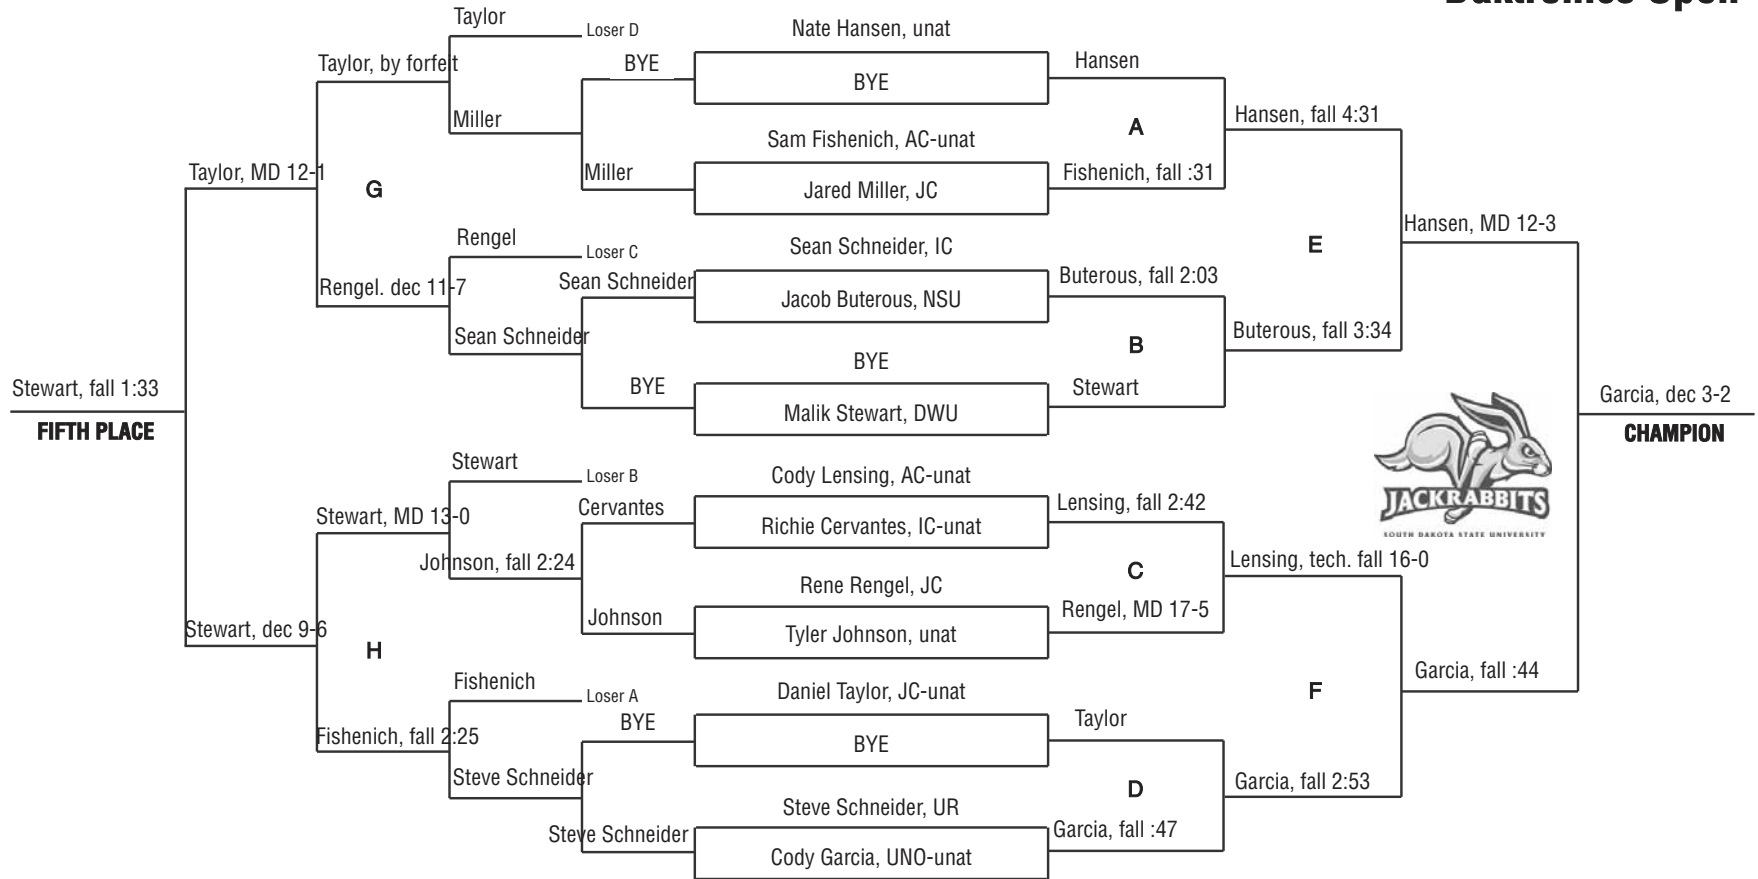 Daktronics Open
Taylor
Loser D
Nate Hansen, unat
Taylor, by forfeit
BYE
BYE
Hansen
Miller
A
Hansen, fall 4:31
Sam Fishenich, AC-unat
Taylor, MD 12-1
G
Miller
Jared Miller, JC
Fishenich, fall :31
Rengel
Loser C
Sean Schneider, IC
E
Hansen, MD 12-3
Rengel. dec 11-7
Sean Schneider
Jacob Buterous, NSU
Buterous, fall 2:03
Sean Schneider
B
Buterous, fall 3:34
BYE
Stewart, fall 1:33
FIFTH PLACE
BYE
Malik Stewart, DWU
Stewart
Garcia, dec 3-2
CHAMPION
Stewart
Loser B
Cody Lensing, AC-unat
Stewart, MD 13-0
Cervantes
Richie Cervantes, IC-unat
Lensing, fall 2:42
JACKRABBITS
SOUTH DAKOTA STATE UNIVERSITY
Johnson, fall 2:24
C
Lensing, tech. fall 16-0
Rene Rengel, JC
Stewart, dec 9-6
H
Johnson
Tyler Johnson, unat
Rengel, MD 17-5
Fishenich
Loser A
Daniel Taylor, JC-unat
F
Garcia, fall :44
Fishenich, fall 2:25
BYE
BYE
Taylor
Steve Schneider
D
Garcia, fall 2:53
Steve Schneider, UR
Steve Schneider
Cody Garcia, UNO-unat
Garcia, fall :47